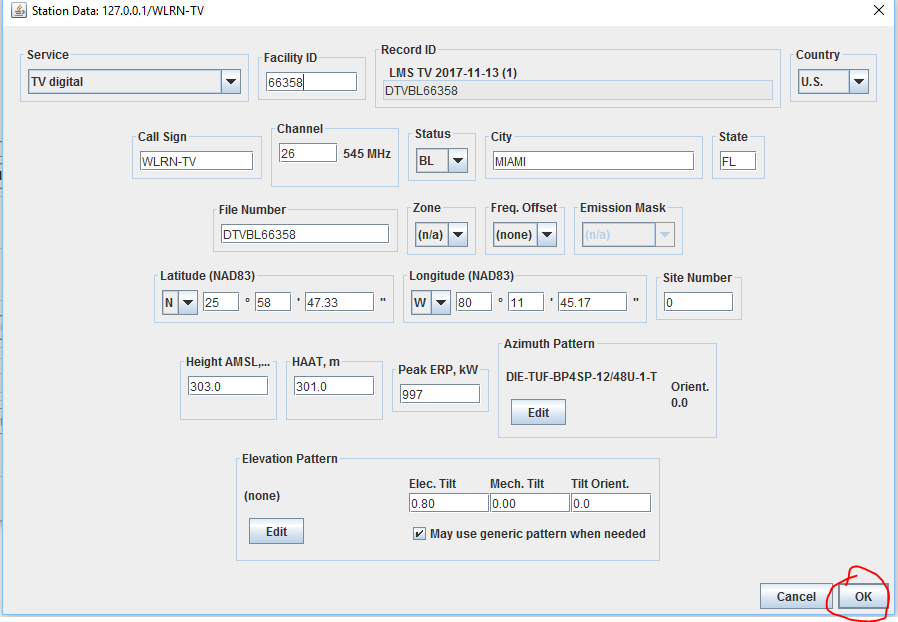 Station Data: 127.0.0.1/WLRN-TV
Service
TV digital
Facility ID
66358
Record ID
LMS TV 2017-11-13 (1)
DTVBL66358
Country
U.S.
Call Sign
WLRN-TV
Channel
26 545 MHz
Status
BL
City
MIAMI
State
FL
File Number
DTVBL66358
Zone
(n/a)
Freq. Offset
(none)
Emission Mask
(n/a)
Latitude (NAD83)
N 25 ° 58 ' 47.33 "
Longitude (NAD83)
W 80 ° 11 ' 45.17 "
Site Number
0
Height AMSL,...
303.0
HAAT, m
301.0
Peak ERP, kW
997
Azimuth Pattern
DIE-TUF-BP4SP-12/48U-1-T
Edit
Orient.
0.0
Elevation Pattern
(none)
Edit
Elec. Tilt Mech. Tilt Tilt Orient.
0.80 0.00 0.0
May use generic pattern when needed
Cancel OK